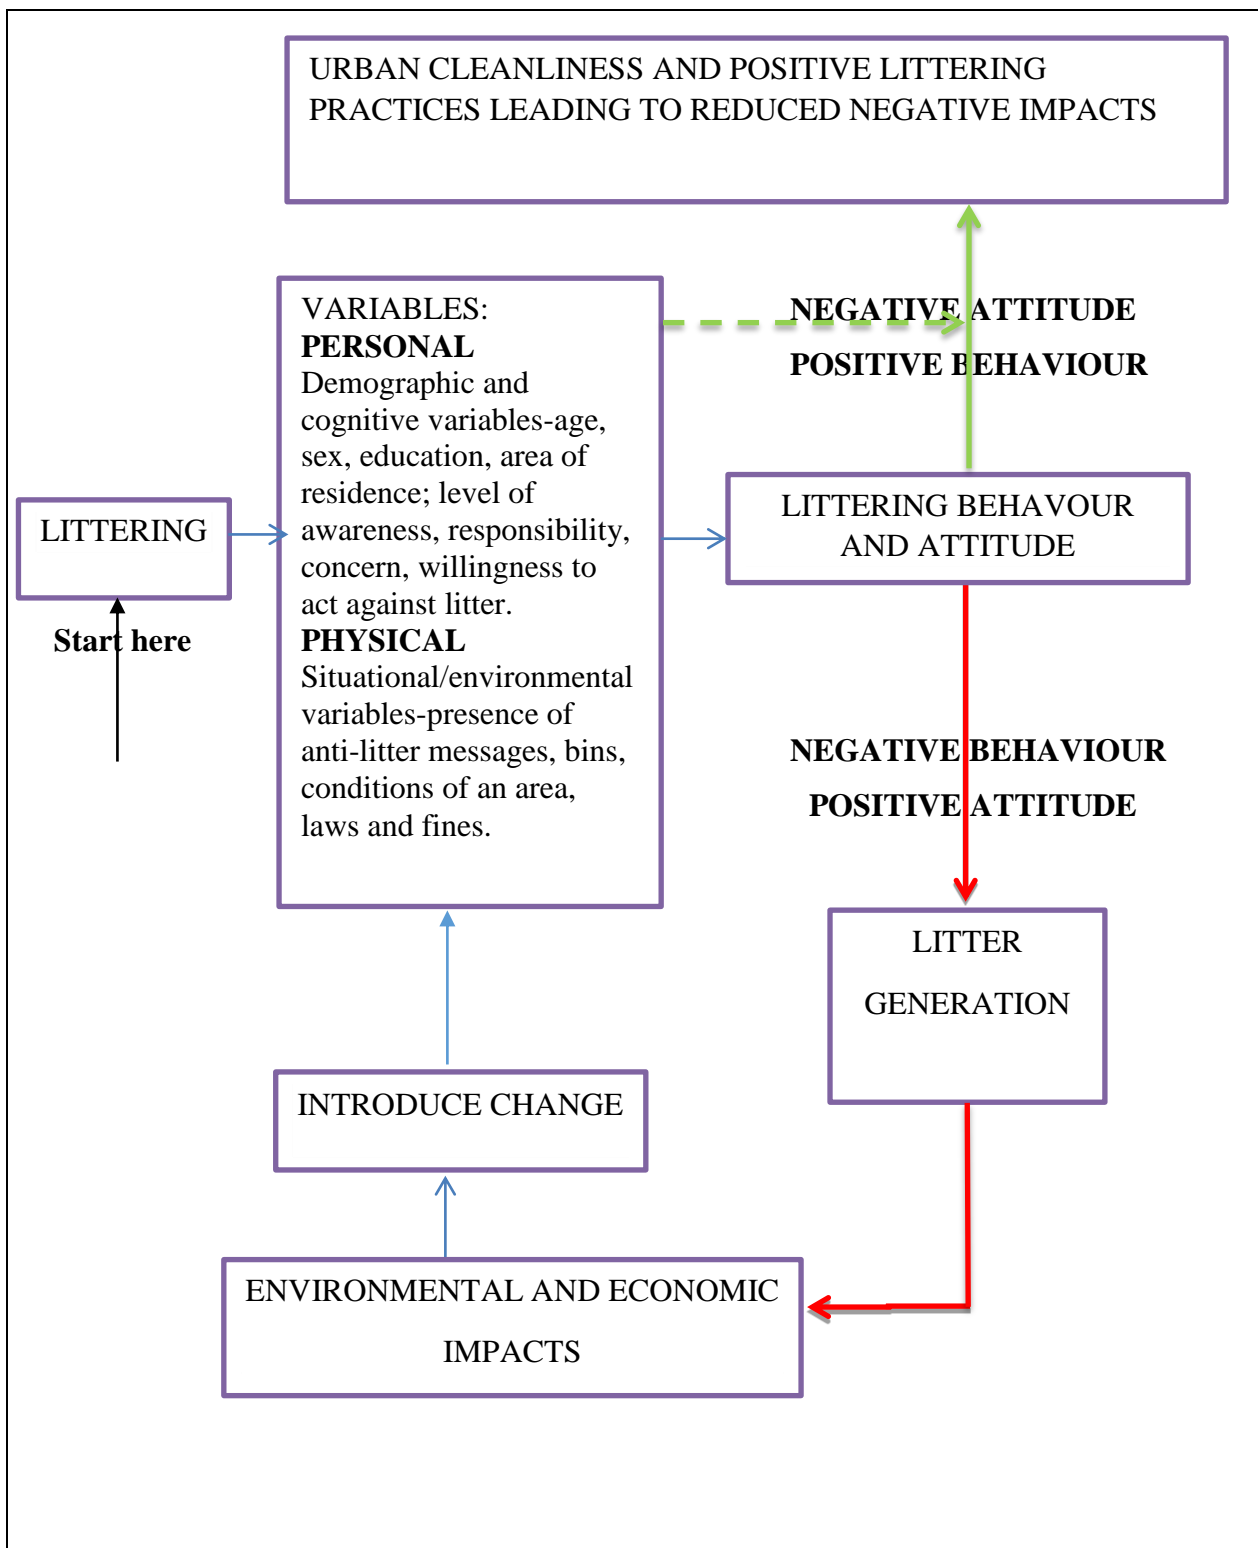 URBAN CLEANLINESS AND POSITIVE LITTERING
PRACTICES LEADING TO REDUCED NEGATIVE IMPACTS
VARIABLES:
PERSONAL
Demographic and
cognitive variables-age,
sex, education, area of
residence; level of
awareness, responsibility,
concern, willingness to
act against litter.
PHYSICAL
Situational/environmental
variables-presence of
anti-litter messages, bins,
conditions of an area,
laws and fines.
NEGATIVE ATTITUDE
POSITIVE BEHAVIOUR
LITTERING
Start here
LITTERING BEHAVOUR
AND ATTITUDE
NEGATIVE BEHAVIOUR
POSITIVE ATTITUDE
LITTER
GENERATION
INTRODUCE CHANGE
ENVIRONMENTAL AND ECONOMIC
IMPACTS